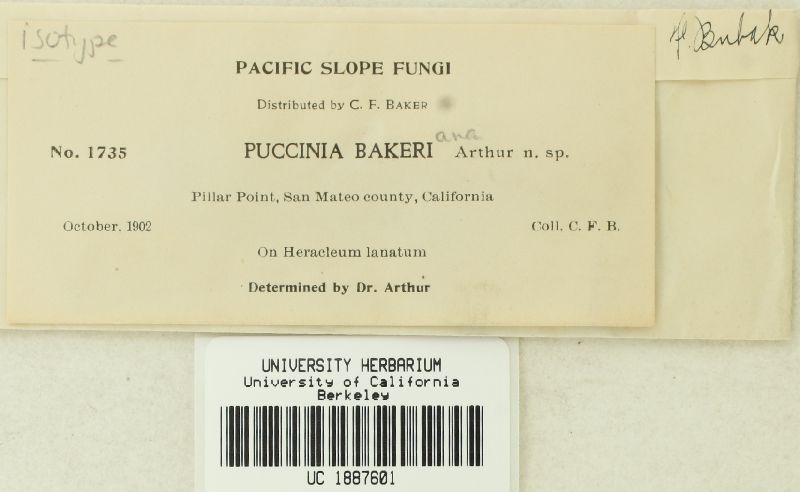 isotype
F. Bubak
PACIFIC SLOPE FUNGI
Distributed by C. F. BAKER
ana
No. 1735 PUCCINIA BAKERI Arthur n. sp.
Pillar Point, San Mateo county, California
October. 1902 Coll. C. F. B.
On Heracleum lanatum
Determined by Dr. Arthur
UNIVERSITY HERBARIUM
University of California
Berkeley
UC 1887601